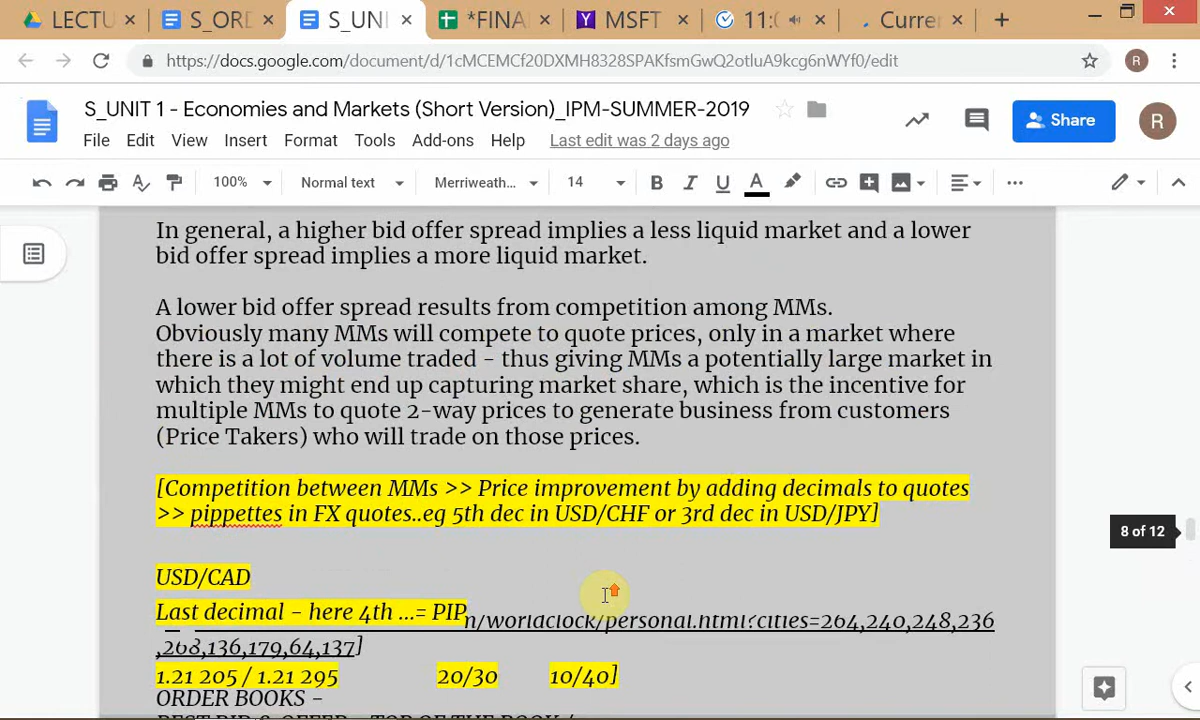 LECTU
S_ORD
S_UNI
*FINA
MSFT
11:0
Currer
https://docs.google.com/document/d/1cMCEMCf20DXMH8328SPAKfsmGwQ2otluA9kcg6nWYf0/edit
R
S_UNIT 1 - Economies and Markets (Short Version)_IPM-SUMMER-2019
Share
R
File Edit View Insert Format Tools Add-ons Help Last edit was 2 days ago
100% Normal text Merriweath... 14 B I U A
In general, a higher bid offer spread implies a less liquid market and a lower
bid offer spread implies a more liquid market.
A lower bid offer spread results from competition among MMs.
Obviously many MMs will compete to quote prices, only in a market where
there is a lot of volume traded - thus giving MMs a potentially large market in
which they might end up capturing market share, which is the incentive for
multiple MMs to quote 2-way prices to generate business from customers
(Price Takers) who will trade on those prices.
[Competition between MMs >> Price improvement by adding decimals to quotes
>> pippettes in FX quotes..eg 5th dec in USD/CHF or 3rd dec in USD/JPY]
8 of 12
USD/CAD
Last decimal - here 4th ...= PIP
n/worldclock/personal.html?cities=264,240,248,236
,268,136,179,64,137]
1.21 205 / 1.21 295 20/30 10/40]
ORDER BOOKS -
BEST BID & OFFER - TOP OF THE BOOK /